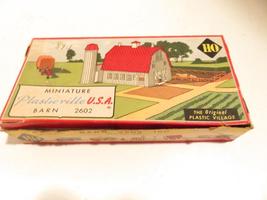 HO
MINIATURE
Plasticville U.S.A.
BARN 2602
THE Original
PLASTIC VILLAGE